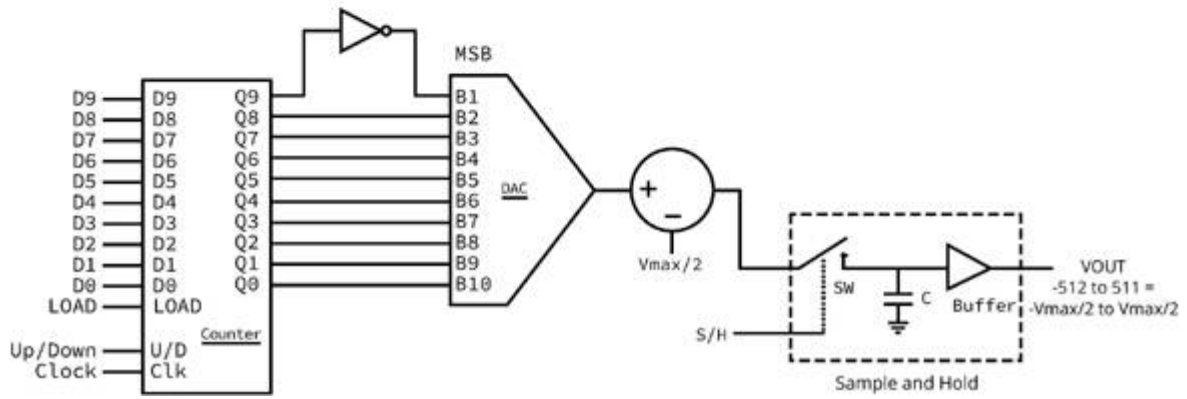 MSB
D9 D9 Q9 B1
D8 D8 Q8 B2
D7 D7 Q7 B3
D6 D6 Q6 B4
D5 D5 Q5 B5
D4 D4 Q4 B6
D3 D3 Q3 B7
D2 D2 Q2 B8
D1 D1 Q1 B9
D0 D0 Q0 B10
DAC
+
−
Vmax/2
LOAD LOAD
Counter
Up/Down U/D
Clock Clk
SW
C
Buffer
S/H
VOUT
-512 to 511 =
-Vmax/2 to Vmax/2
Sample and Hold